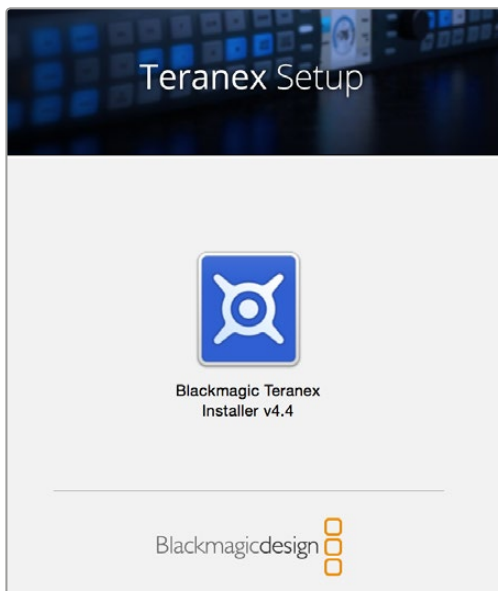 Teranex Setup
Blackmagic Teranex
Installer v4.4
Blackmagicdesign